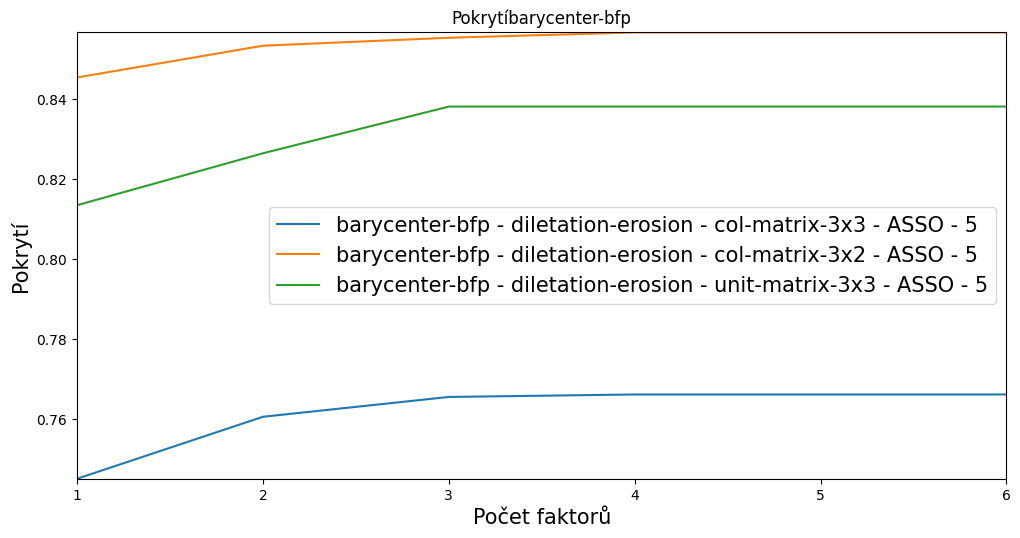 Pokrytíbarycenter-bfp
Pokrytí
0.84
0.82
0.80
0.78
0.76
barycenter-bfp - diletation-erosion - col-matrix-3x3 - ASSO - 5
barycenter-bfp - diletation-erosion - col-matrix-3x2 - ASSO - 5
barycenter-bfp - diletation-erosion - unit-matrix-3x3 - ASSO - 5
1 2 3 4 5 6
Počet faktorů